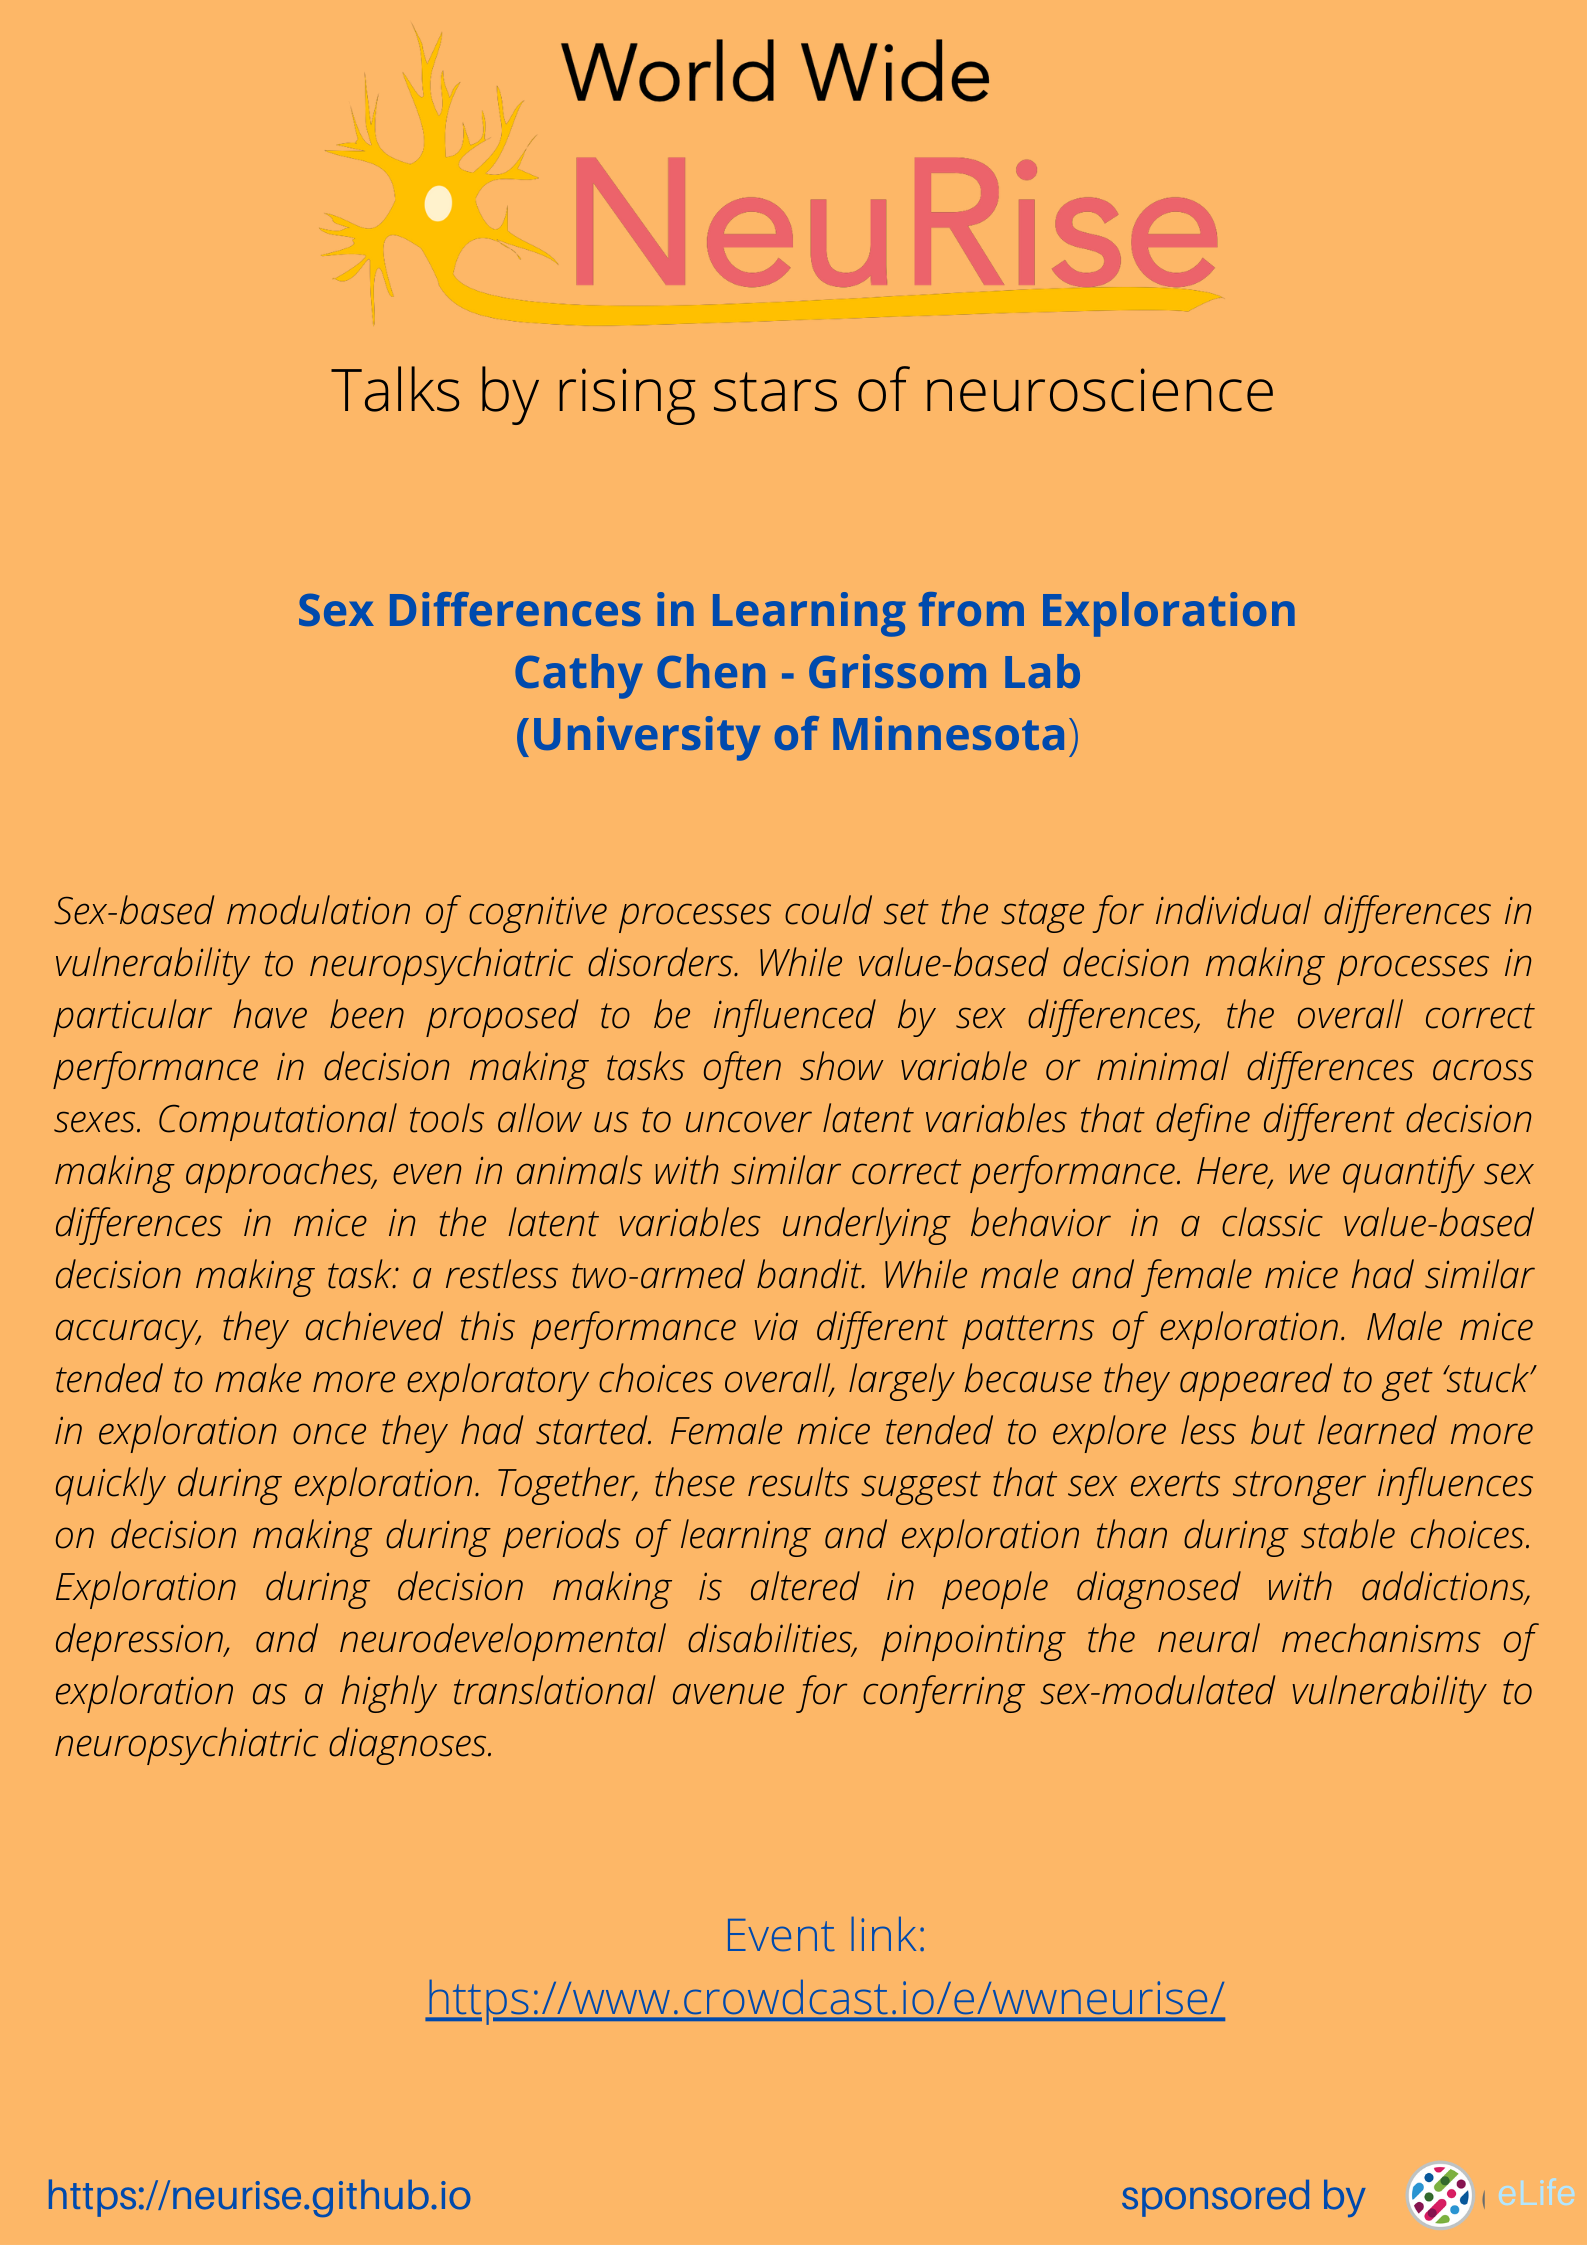 World Wide
NeuRise
Talks by rising stars of neuroscience
Sex Differences in Learning from Exploration
Cathy Chen - Grissom Lab
(University of Minnesota)
Sex-based modulation of cognitive processes could set the stage for individual differences in
vulnerability to neuropsychiatric disorders. While value-based decision making processes in
particular have been proposed to be influenced by sex differences, the overall correct
performance in decision making tasks often show variable or minimal differences across
sexes. Computational tools allow us to uncover latent variables that define different decision
making approaches, even in animals with similar correct performance. Here, we quantify sex
differences in mice in the latent variables underlying behavior in a classic value-based
decision making task: a restless two-armed bandit. While male and female mice had similar
accuracy, they achieved this performance via different patterns of exploration. Male mice
tended to make more exploratory choices overall, largely because they appeared to get ‘stuck’
in exploration once they had started. Female mice tended to explore less but learned more
quickly during exploration. Together, these results suggest that sex exerts stronger influences
on decision making during periods of learning and exploration than during stable choices.
Exploration during decision making is altered in people diagnosed with addictions,
depression, and neurodevelopmental disabilities, pinpointing the neural mechanisms of
exploration as a highly translational avenue for conferring sex-modulated vulnerability to
neuropsychiatric diagnoses.
Event link:
https://www.crowdcast.io/e/wwneurise/
https://neurise.github.io
sponsored by
eLife